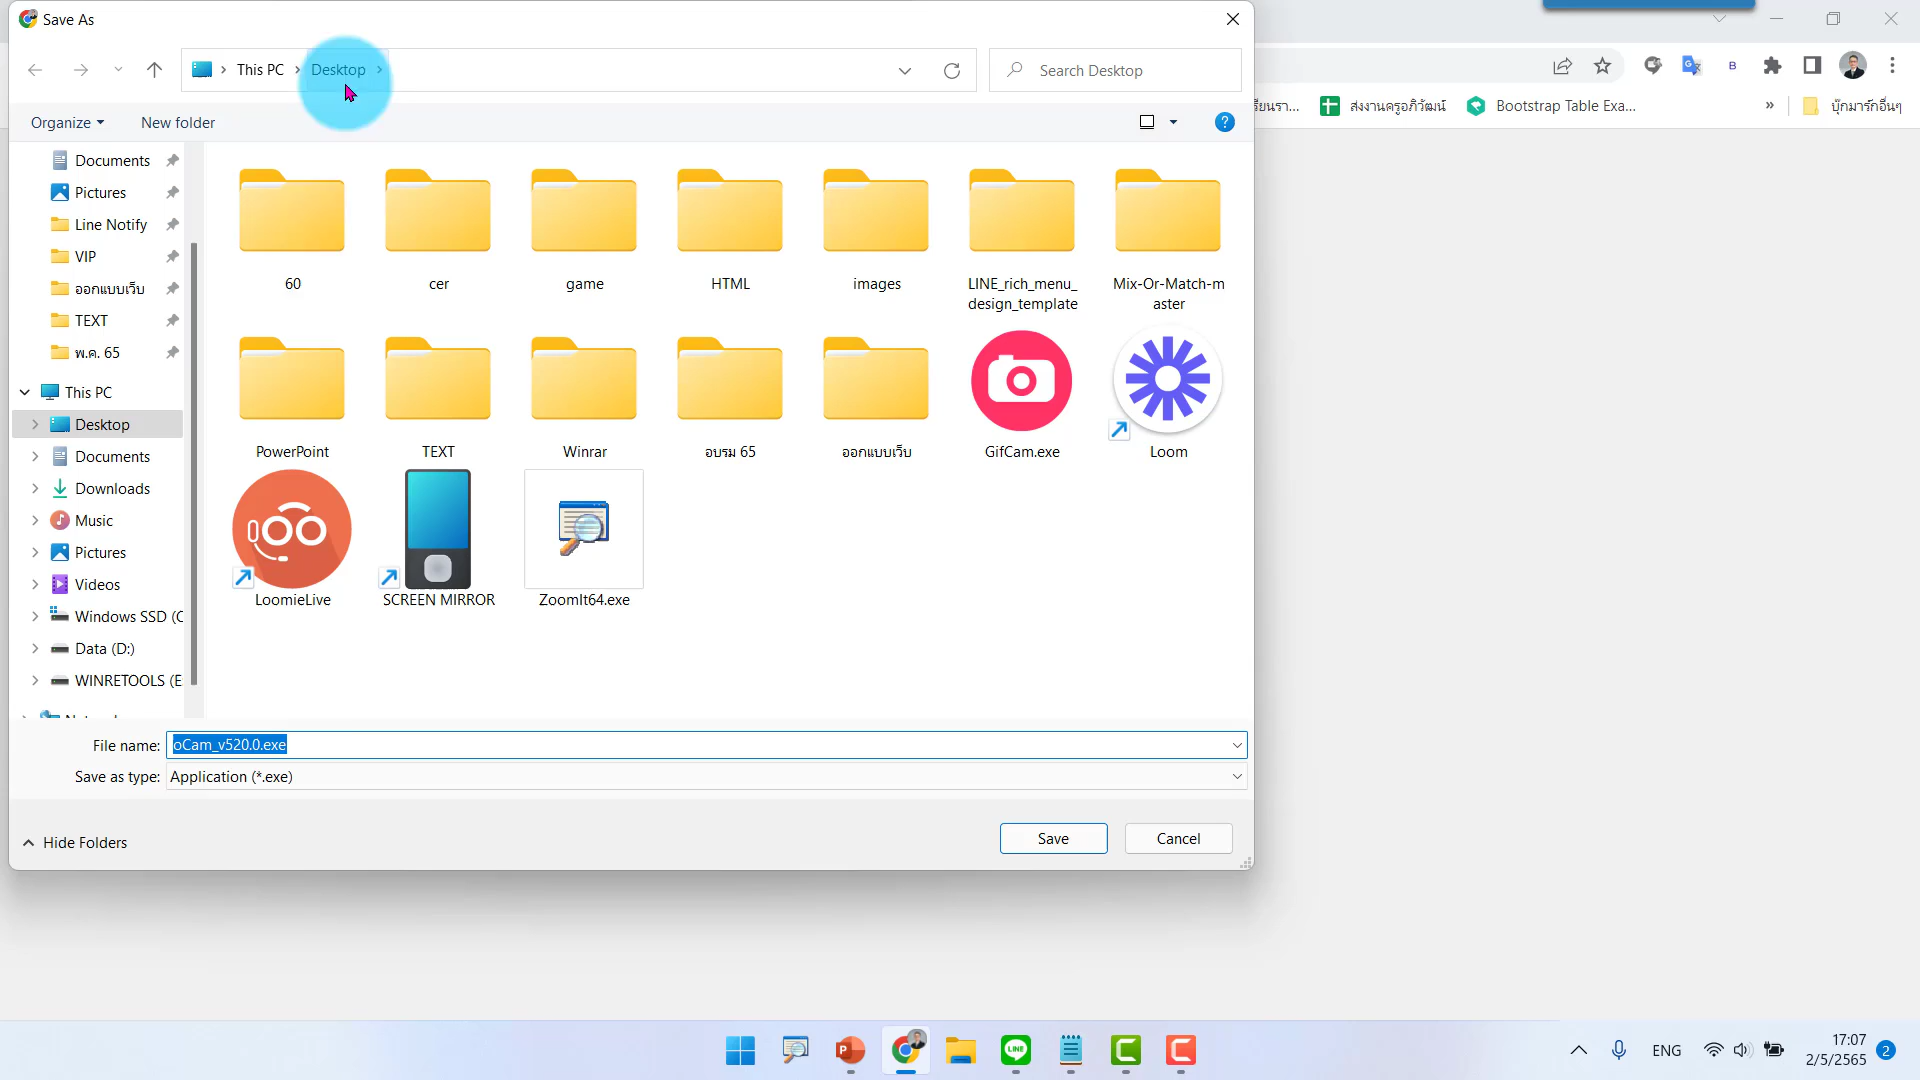 Save As
This PC
Desktop
Search Desktop
B
ส่งงานครูอภิวัฒน์
Bootstrap Table Exa...
»
บุ๊กมาร์กอื่นๆ
Organize
New folder
?
Documents
Pictures
Line Notify
VIP
ออกแบบเว็บ
TEXT
พ.ค. 65
This PC
Desktop
Documents
Downloads
Music
Pictures
Videos
Windows SSD (C
Data (D:)
WINRETOOLS (E
60
cer
game
HTML
images
LINE_rich_menu_
design_template
Mix-Or-Match-m
aster
PowerPoint
TEXT
Winrar
อบรม 65
ออกแบบเว็บ
GifCam.exe
Loom
LoomieLive
SCREEN MIRROR
ZoomIt64.exe
File name:
oCam_v520.0.exe
Save as type:
Application (*.exe)
Hide Folders
Save
Cancel
LINE
ENG
17:07
2/5/2565
2